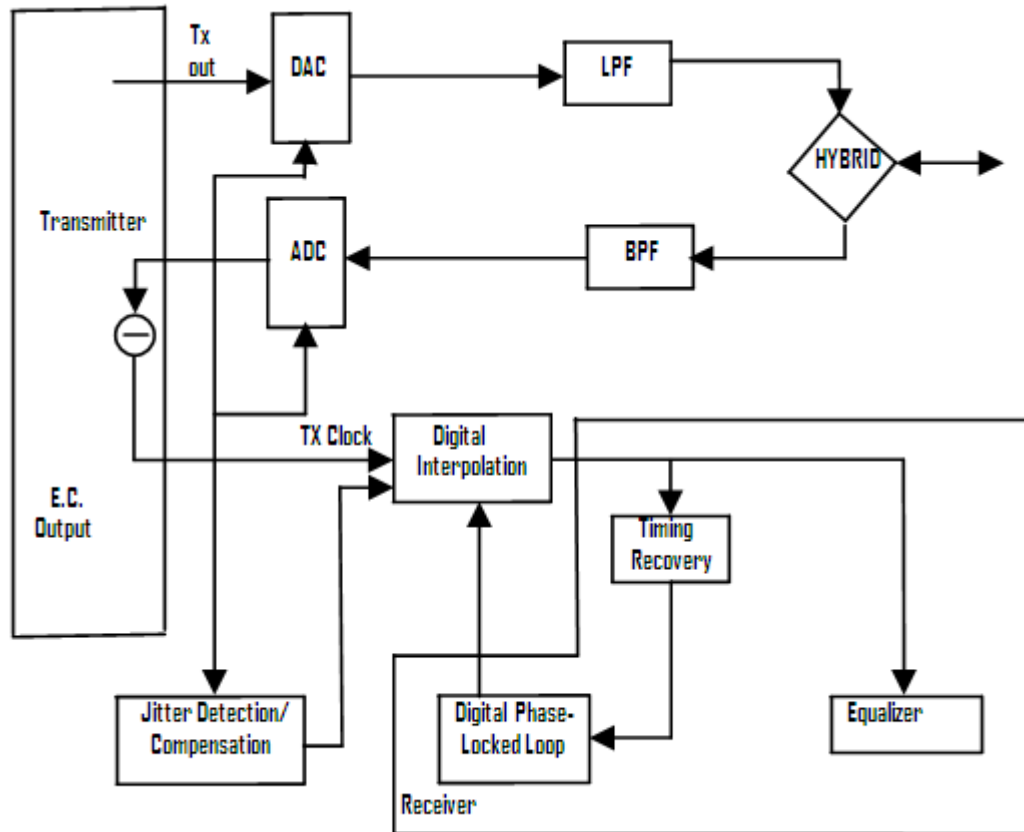 Tx
out
DAC
LPF
HYBRID
Transmitter
ADC
BPF
TX Clock
Digital
Interpolation
E.C.
Output
Timing
Recovery
Jitter Detection/
Compensation
Digital Phase-
Locked Loop
Equalizer
Receiver